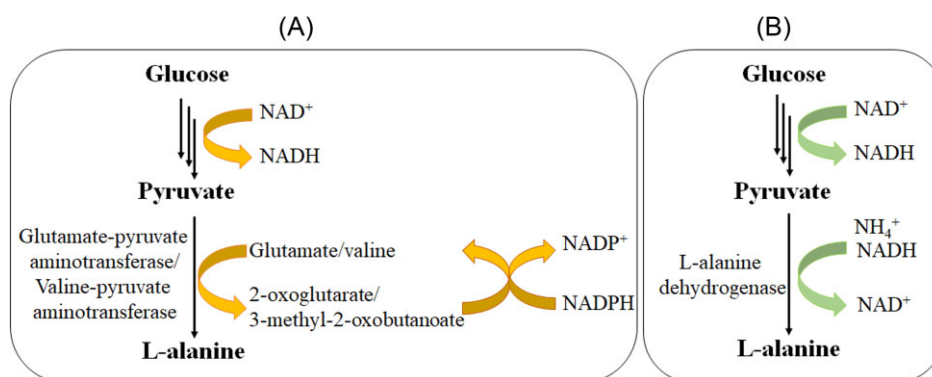 (A)
Glucose
NAD⁺
NADH
Pyruvate
Glutamate-pyruvate
aminotransferase/
Valine-pyruvate
aminotransferase
Glutamate/valine
2-oxoglutarate/
3-methyl-2-oxobutanoate
NADP⁺
NADPH
L-alanine
(B)
Glucose
NAD⁺
NADH
Pyruvate
L-alanine
dehydrogenase
NH₄⁺
NADH
NAD⁺
L-alanine